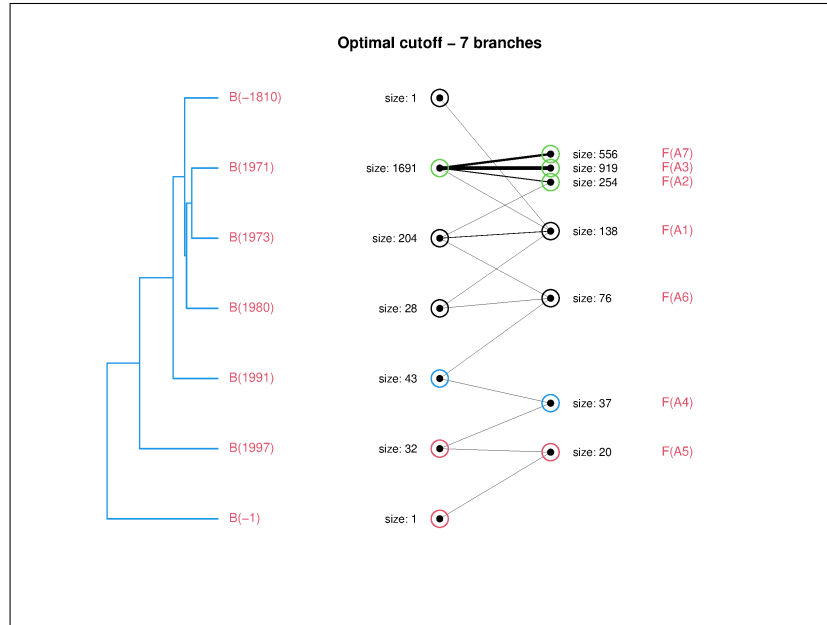 Optimal cutoff – 7 branches
B(−1810) size: 1
size: 556 F(A7)
B(1971) size: 1691 size: 919 F(A3)
size: 254 F(A2)
size: 138 F(A1)
B(1973) size: 204
size: 76 F(A6)
B(1980) size: 28
B(1991) size: 43
size: 37 F(A4)
B(1997) size: 32 size: 20 F(A5)
B(−1) size: 1